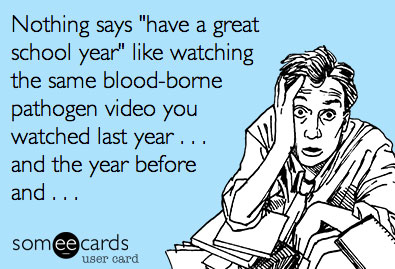 Nothing says "have a great
school year" like watching
the same blood-borne
pathogen video you
watched last year . . .
and the year before
and . . .
someecards
user card